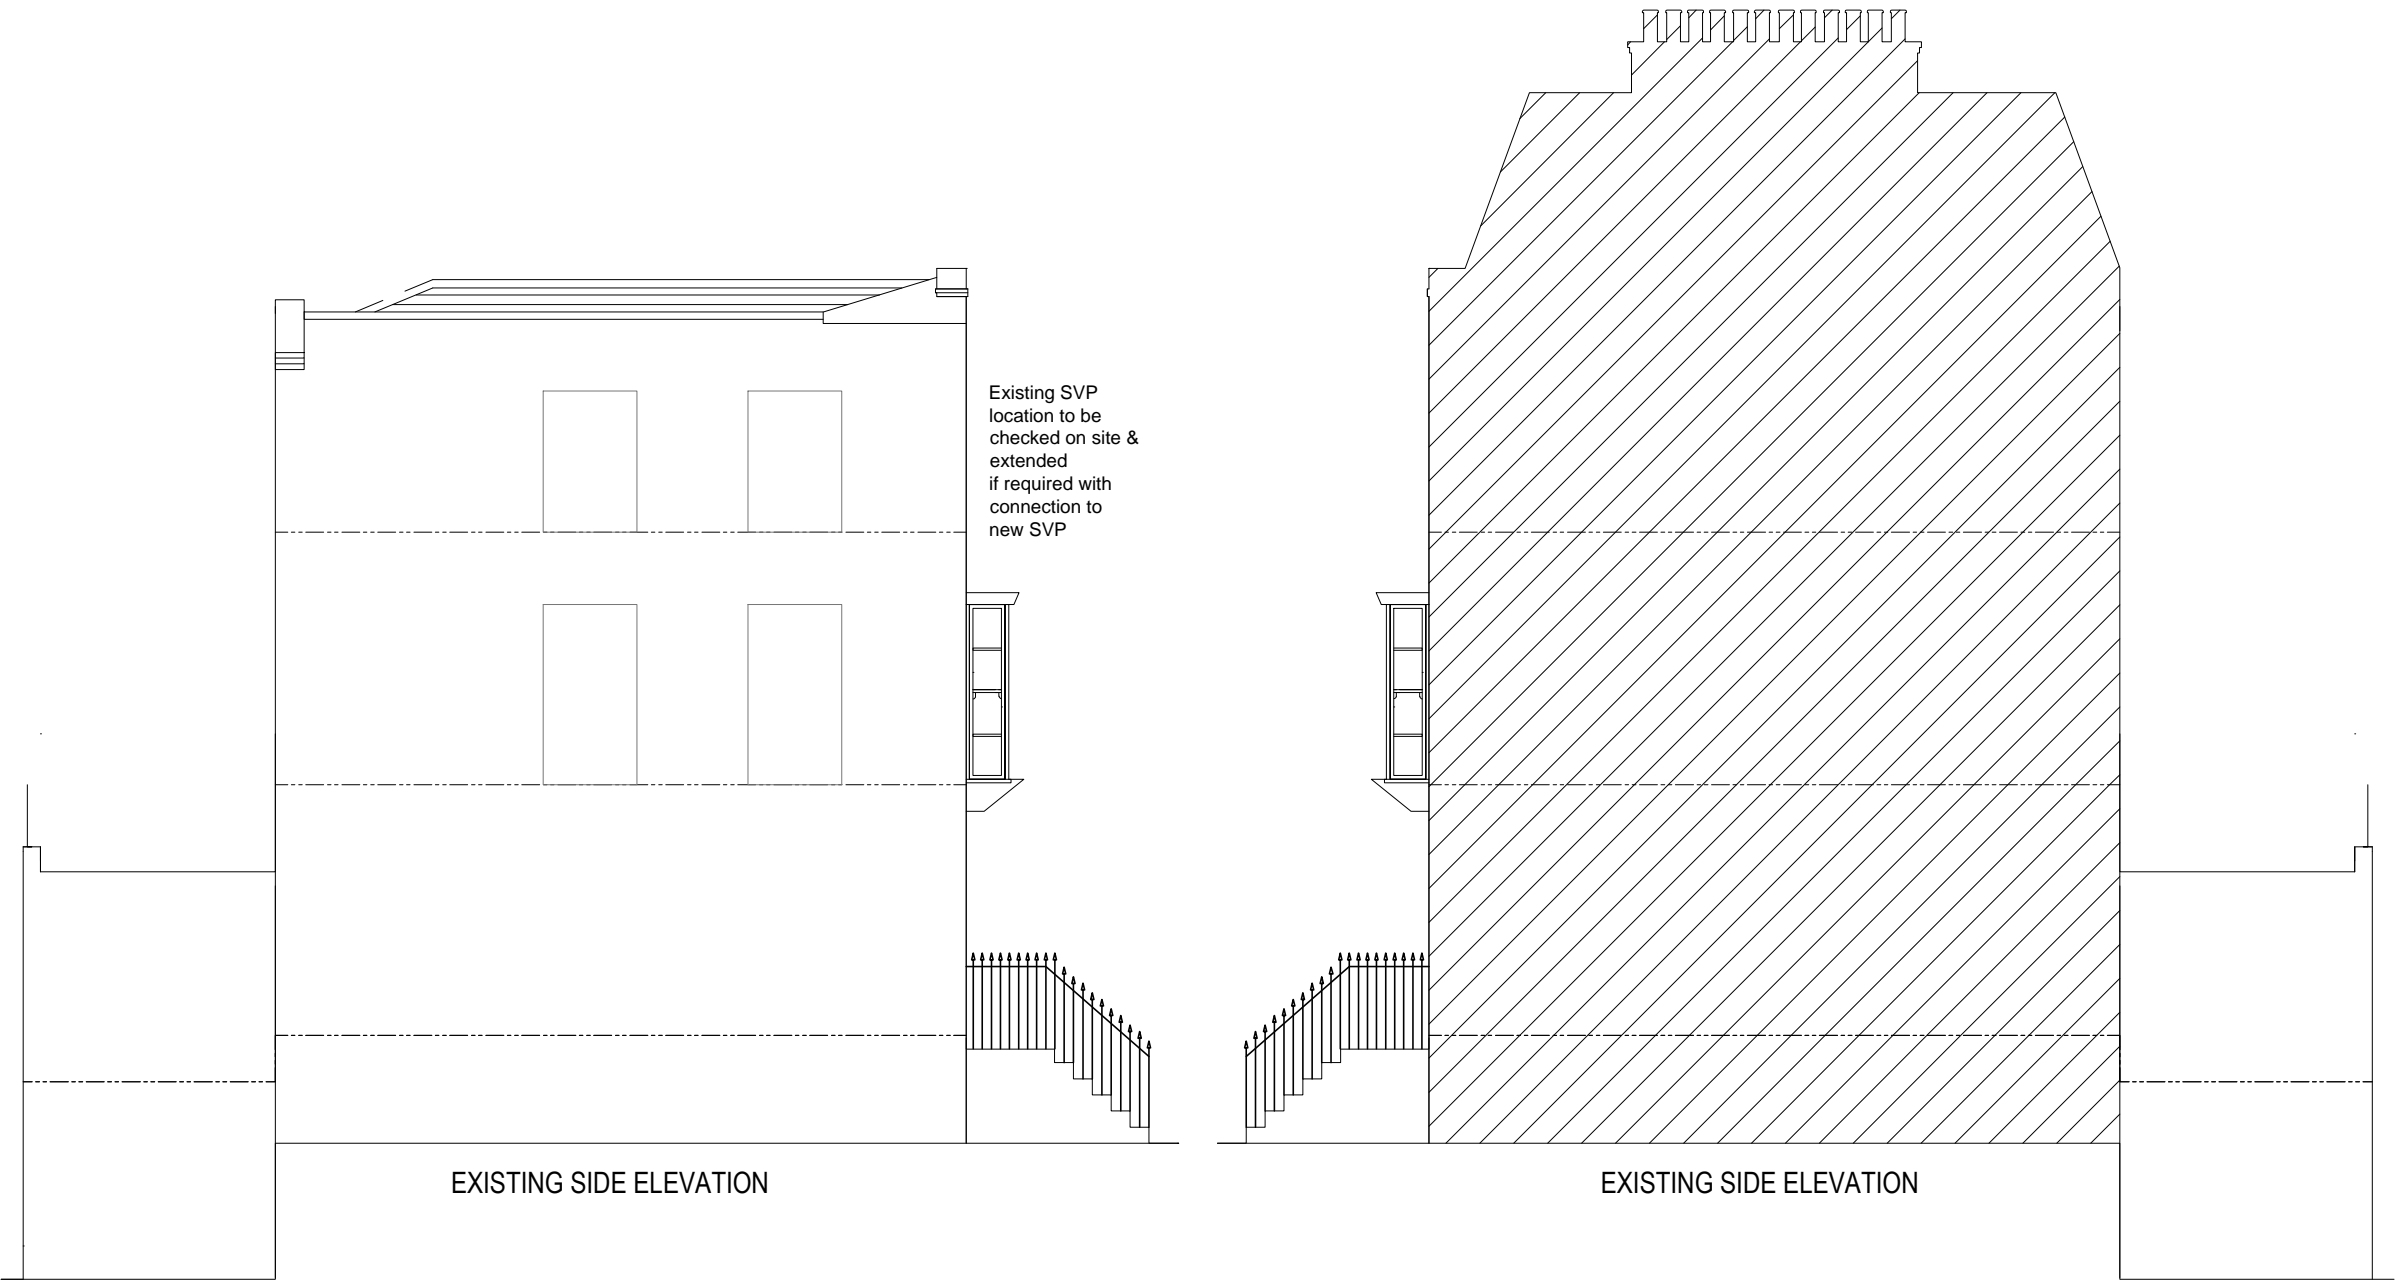 Existing SVP
location to be
checked on site &
extended
if required with
connection to
new SVP
EXISTING SIDE ELEVATION
EXISTING SIDE ELEVATION